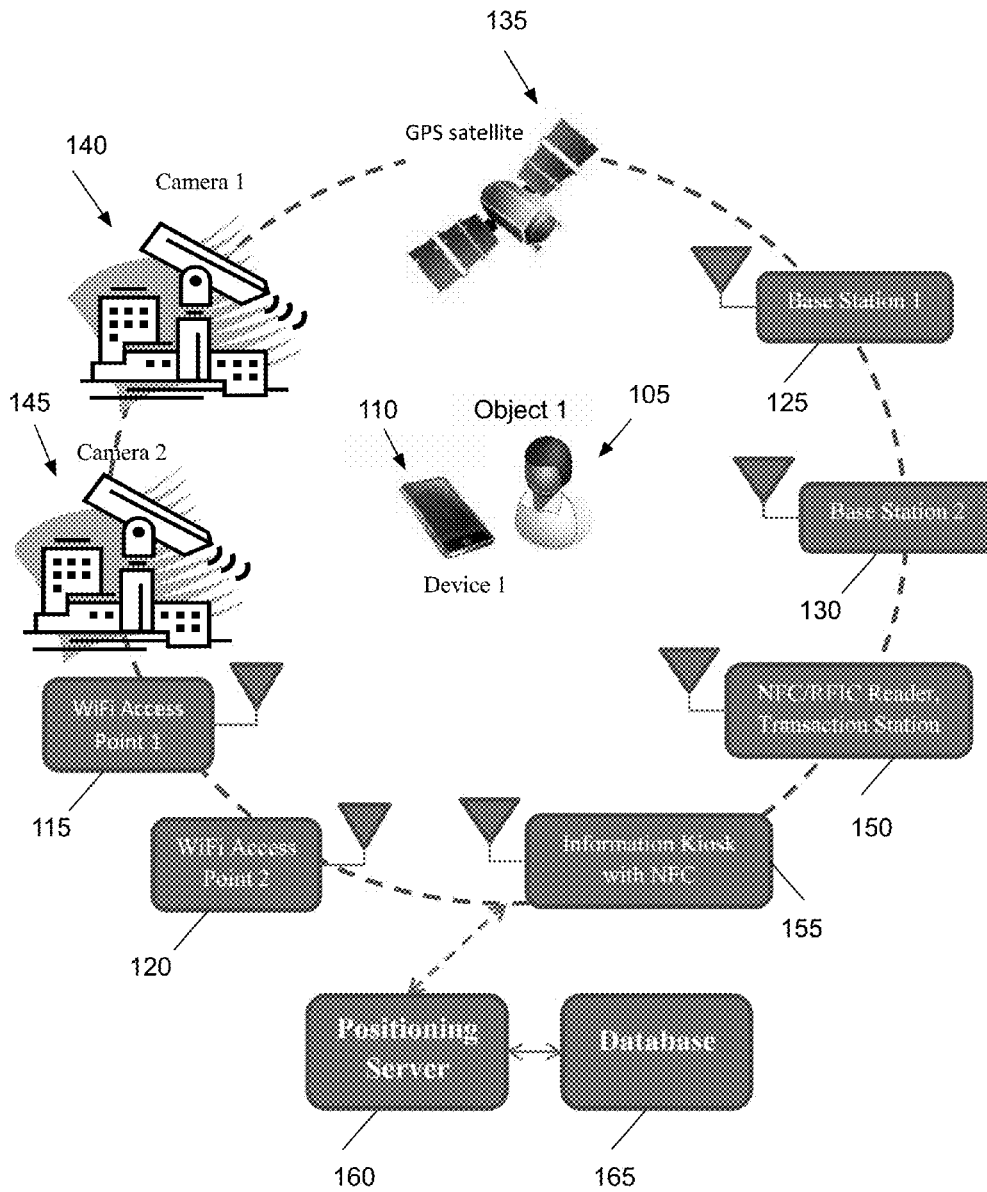 135
GPS satellite
140
Camera 1
Base Station 1
125
145
Camera 2
110
Object 1
105
Device 1
Base Station 2
130
WiFi Access
Point 1
115
NFC/RFIC Reader,
Transaction Station
150
WiFi Access
Point 2
120
Information Kiosk
with NFC
155
Positioning
Server
160
Database
165